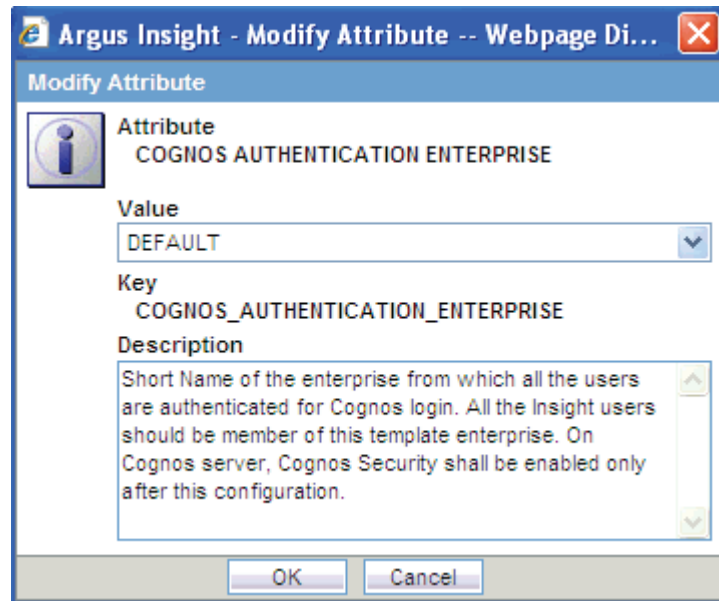 Argus Insight - Modify Attribute -- Webpage Di...
Modify Attribute
Attribute
COGNOS AUTHENTICATION ENTERPRISE
Value
DEFAULT
Key
COGNOS_AUTHENTICATION_ENTERPRISE
Description
Short Name of the enterprise from which all the users
are authenticated for Cognos login. All the Insight users
should be member of this template enterprise. On
Cognos server, Cognos Security shall be enabled only
after this configuration.
OK Cancel